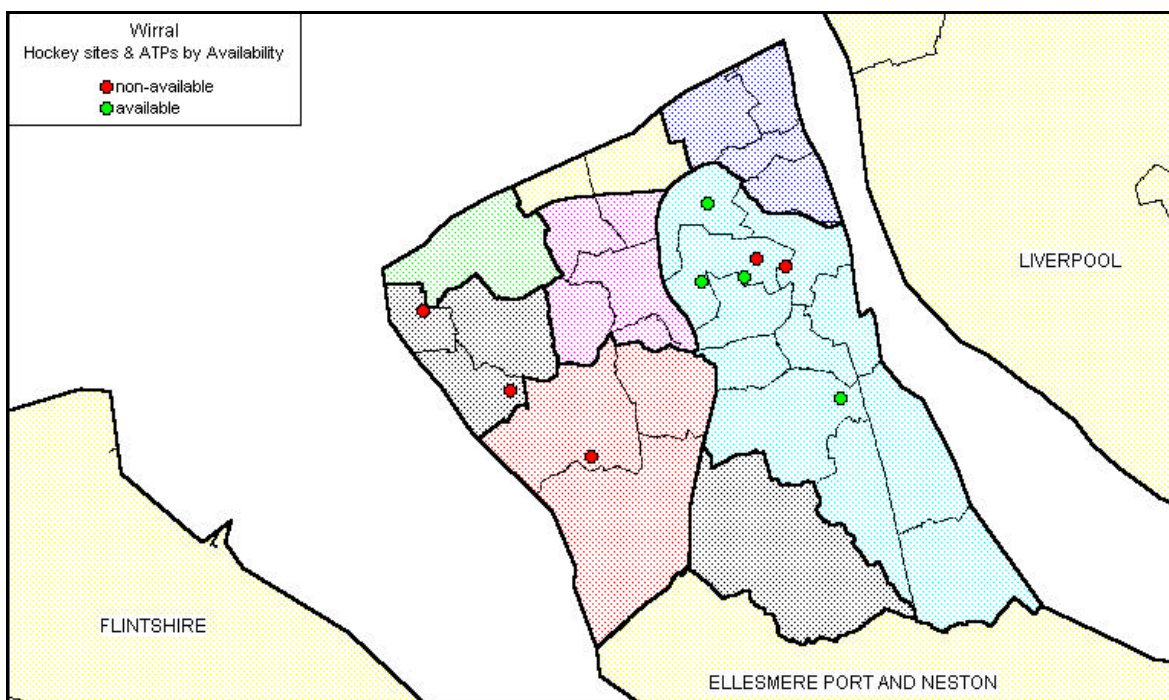 Wirral
Hockey sites & ATPs by Availability
non-available
available
LIVERPOOL
FLINTSHIRE
ELLESMERE PORT AND NESTON